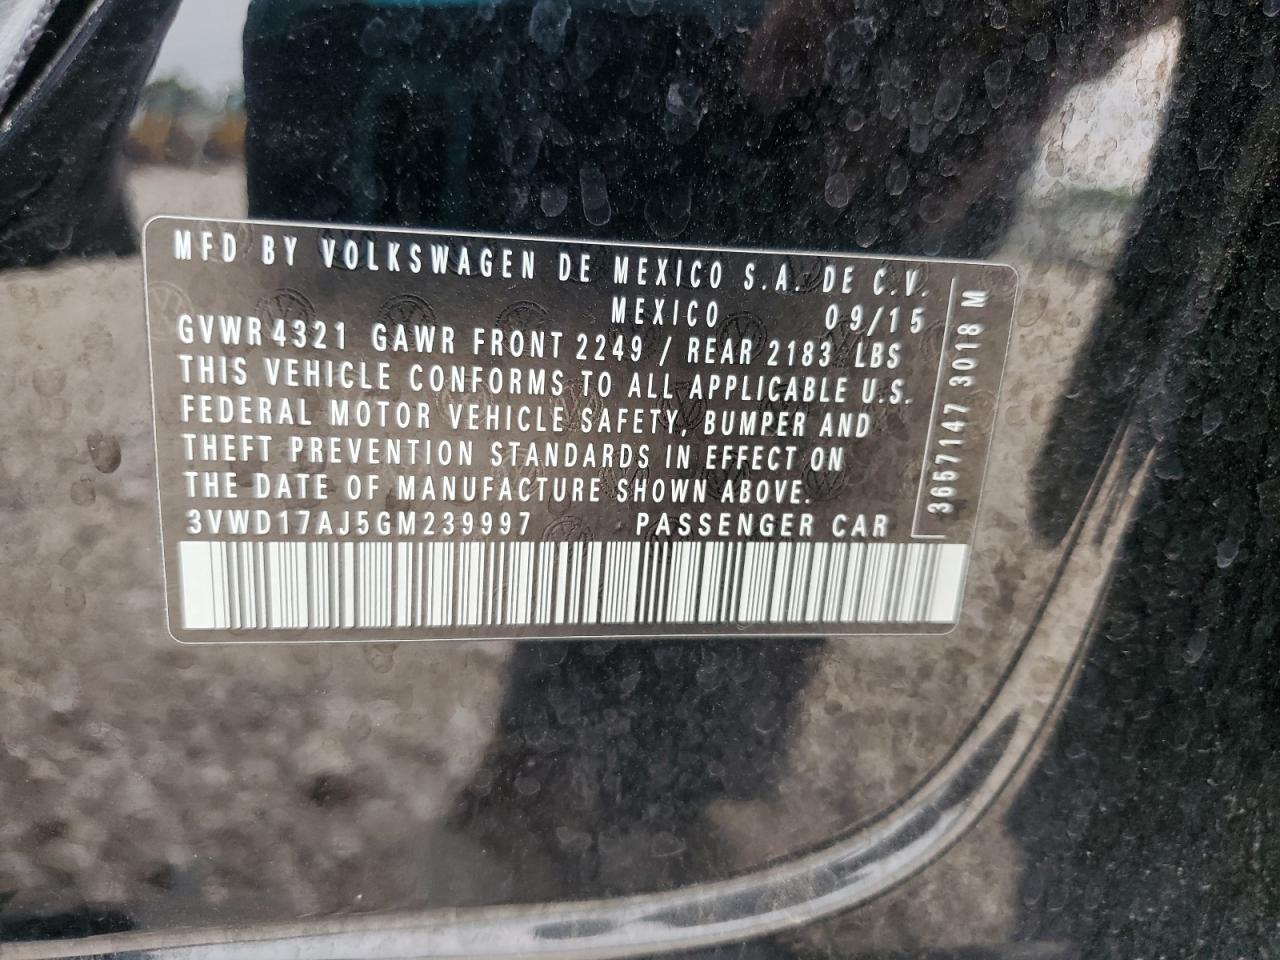 MFD BY VOLKSWAGEN DE MEXICO S.A. DE C.V.
MEXICO 09/15
GVWR 4321 GAWR FRONT 2249 / REAR 2183 LBS
THIS VEHICLE CONFORMS TO ALL APPLICABLE U.S.
FEDERAL MOTOR VEHICLE SAFETY, BUMPER AND
THEFT PREVENTION STANDARDS IN EFFECT ON
THE DATE OF MANUFACTURE SHOWN ABOVE.
3VWD17AJ5GM239997 PASSENGER CAR
3657147 3018 M